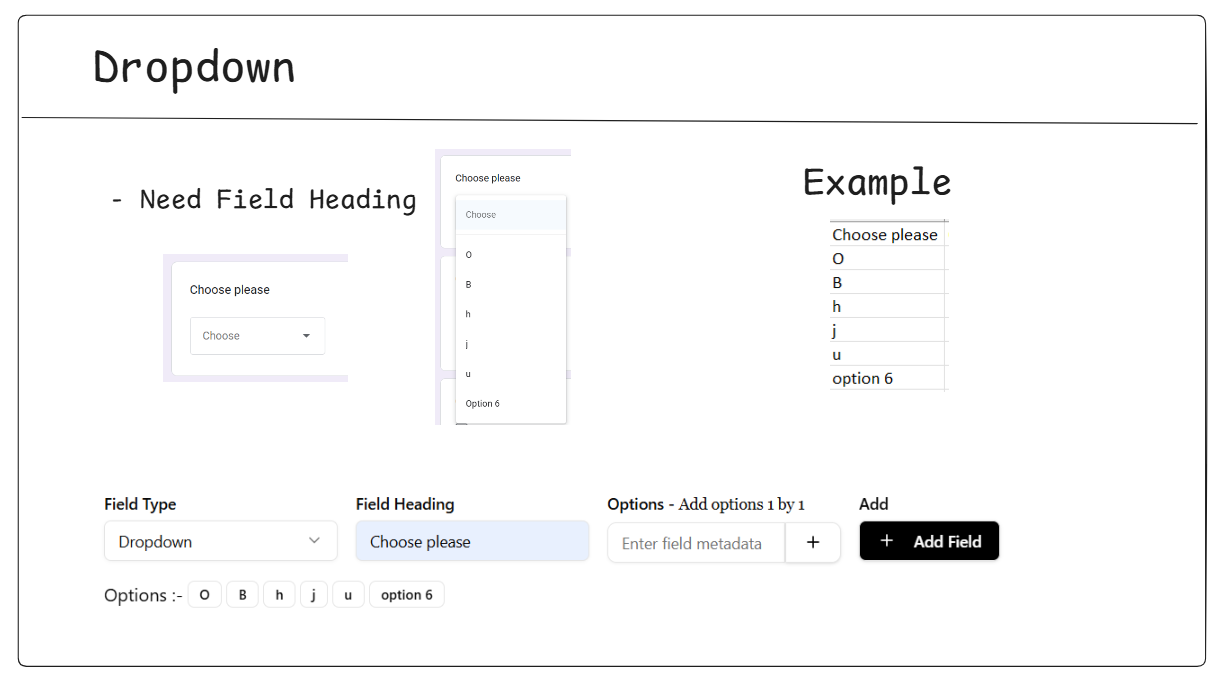 Dropdown
- Need Field Heading
Choose please
Choose
Choose please
Choose
O
B
h
j
u
Option 6
Example
Choose please
O
B
h
j
u
option 6
Field Type
Field Heading
Options - Add options 1 by 1
Add
Dropdown
Choose please
Enter field metadata
+
+ Add Field
Options :- O B h j u option 6